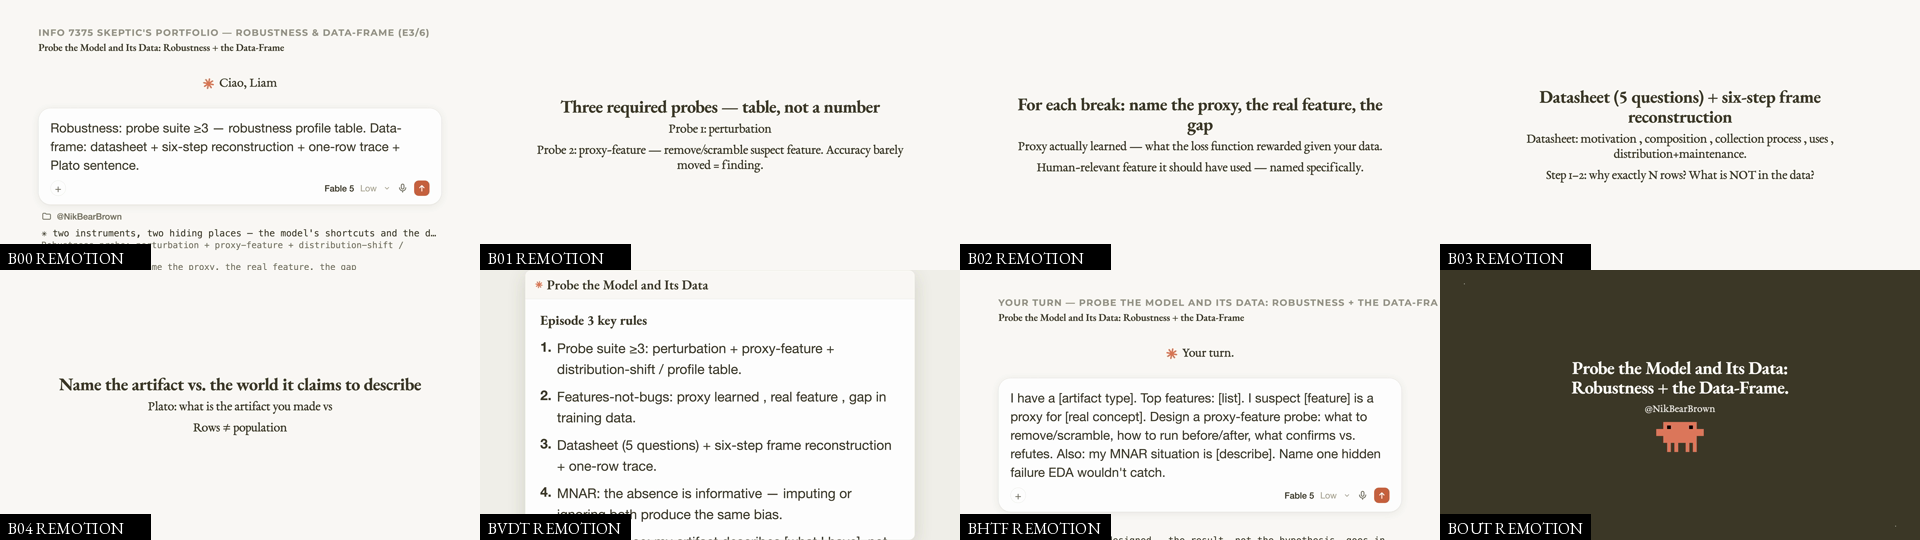 INFO 7375 SKEPTIC'S PORTFOLIO — ROBUSTNESS & DATA-FRAME (E3/6)
Probe the Model and Its Data: Robustness + the Data-Frame
Ciao, Liam
Robustness: probe suite ≥3 — robustness profile table. Data-
frame: datasheet + six-step reconstruction + one-row trace +
Plato sentence.
+ Fable 5 Low
@NikBearBrown
✳ two instruments, two hiding places — the model's shortcuts and the d…
perturbation + proxy-feature + distribution-shift /
the proxy, the real feature, the gap
B00 REMOTION
Three required probes — table, not a number
Probe 1: perturbation
Probe 2: proxy-feature — remove/scramble suspect feature. Accuracy barely
moved = finding.
B01 REMOTION
For each break: name the proxy, the real feature, the
gap
Proxy actually learned — what the loss function rewarded given your data.
Human-relevant feature it should have used — named specifically.
B02 REMOTION
Datasheet (5 questions) + six-step frame
reconstruction
Datasheet: motivation , composition , collection process , uses ,
distribution+maintenance.
Step 1–2: why exactly N rows? What is NOT in the data?
B03 REMOTION
Name the artifact vs. the world it claims to describe
Plato: what is the artifact you made vs
Rows ≠ population
B04 REMOTION
Probe the Model and Its Data
Episode 3 key rules
1. Probe suite ≥3: perturbation + proxy-feature +
distribution-shift / profile table.
2. Features-not-bugs: proxy learned , real feature , gap in
training data.
3. Datasheet (5 questions) + six-step frame reconstruction
+ one-row trace.
4. MNAR: the absence is informative — imputing or
ignoring both produce the same bias.
my artifact describes [what I have], not
BVDT REMOTION
YOUR TURN — PROBE THE MODEL AND ITS DATA: ROBUSTNESS + THE DATA-FRA
Probe the Model and Its Data: Robustness + the Data-Frame
Your turn.
I have a [artifact type]. Top features: [list]. I suspect [feature] is a
proxy for [real concept]. Design a proxy-feature probe: what to
remove/scramble, how to run before/after, what confirms vs.
refutes. Also: my MNAR situation is [describe]. Name one hidden
failure EDA wouldn't catch.
+ Fable 5 Low
the result, not the hypothesis, goes in
BHTF REMOTION
Probe the Model and Its Data:
Robustness + the Data-Frame.
@NikBearBrown
BOUT REMOTION